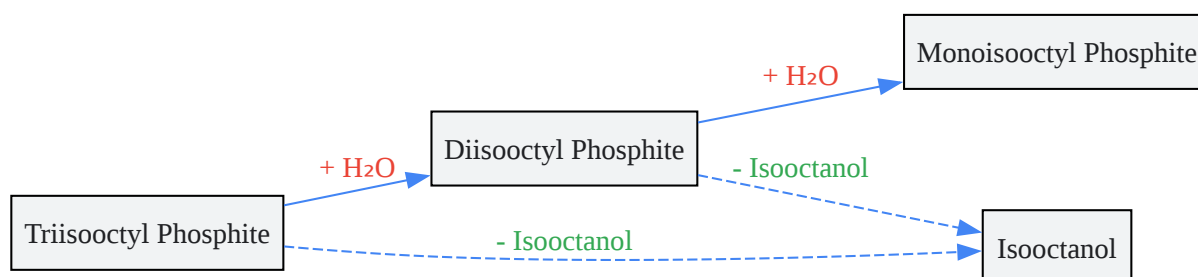 Monoisooctyl Phosphite
+ H₂O
Diisooctyl Phosphite
+ H₂O
- Isooctanol
Triisooctyl Phosphite
- Isooctanol
Isooctanol